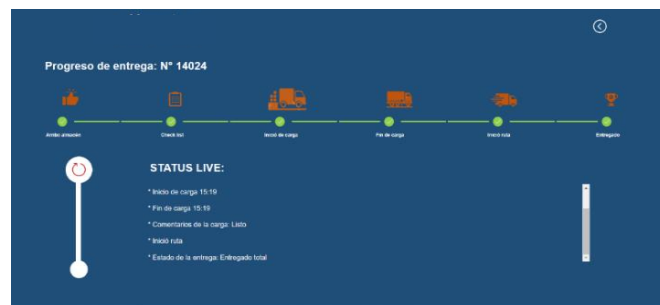 Progreso de entrega: N° 14024
Arribo almacén
Check list
Inició de carga
Fin de carga
Inició ruta
Entregado
STATUS LIVE:
* Inicio de carga 15:19
* Fin de carga 15:19
* Comentarios de la carga: Listo
* Inició ruta
* Estado de la entrega: Entregado total